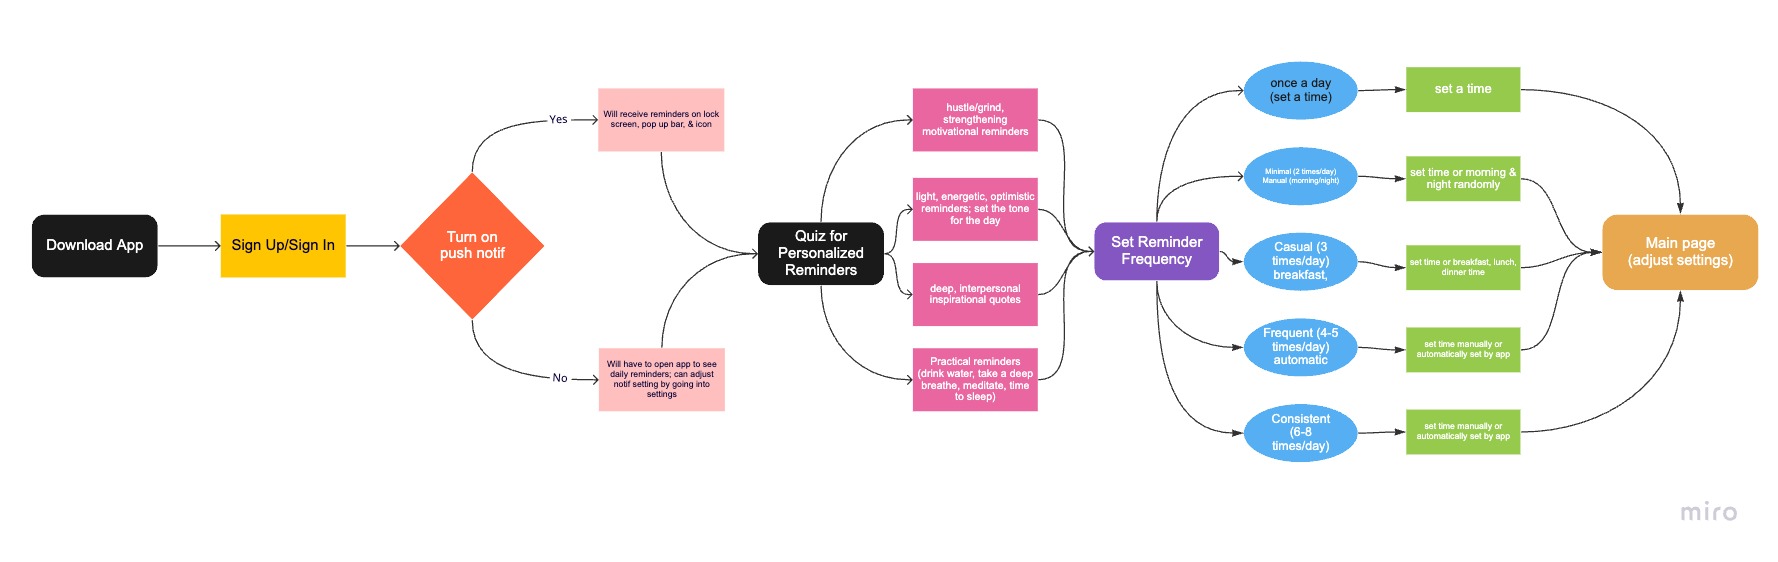 Download App
Sign Up/Sign In
Turn on
push notif
Yes
No
Will receive reminders on lock
screen, pop up bar, & icon
Will have to open app to see
daily reminders; can adjust
notif setting by going into
settings
Quiz for
Personalized
Reminders
hustle/grind,
strengthening
motivational reminders
light, energetic, optimistic
reminders; set the tone
for the day
deep, interpersonal
inspirational quotes
Practical reminders
(drink water, take a deep
breathe, meditate, time
to sleep)
Set Reminder
Frequency
once a day
(set a time)
Minimal (2 times/day)
Manual (morning/night)
Casual (3
times/day)
breakfast,
Frequent (4-5
times/day)
automatic
Consistent
(6-8
times/day)
set a time
set time or morning &
night randomly
set time or breakfast, lunch,
dinner time
set time manually or
automatically set by app
set time manually or
automatically set by app
Main page
(adjust settings)
miro